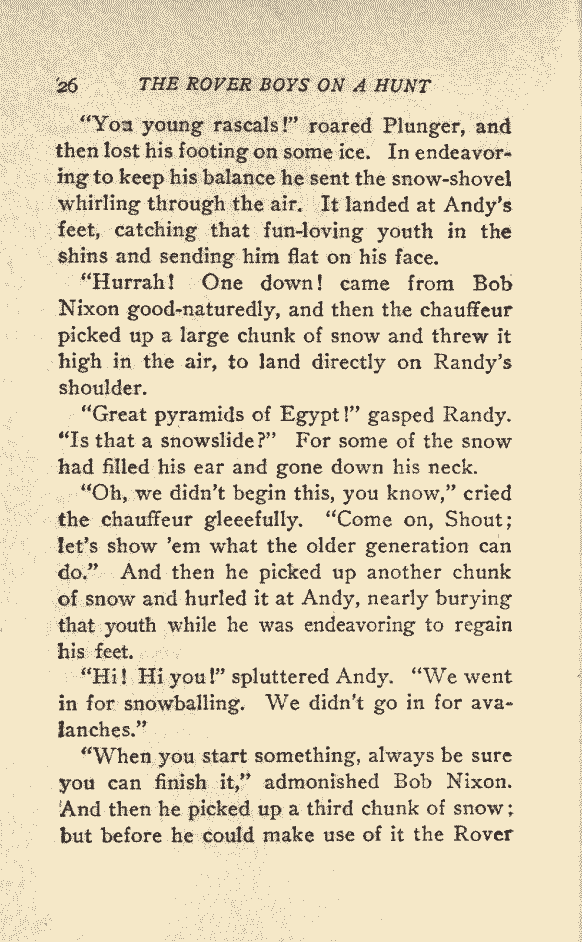 26 THE ROVER BOYS ON A HUNT
"You young rascals!" roared Plunger, and
then lost his footing on some ice. In endeavor-
ing to keep his balance he sent the snow-shovel
whirling through the air. It landed at Andy's
feet, catching that fun-loving youth in the
shins and sending him flat on his face.
"Hurrah! One down! came from Bob
Nixon good-naturedly, and then the chauffeur
picked up a large chunk of snow and threw it
high in the air, to land directly on Randy's
shoulder.
"Great pyramids of Egypt!" gasped Randy.
"Is that a snowslide?" For some of the snow
had filled his ear and gone down his neck.
"Oh, we didn't begin this, you know," cried
the chauffeur gleeefully. "Come on, Shout;
let's show 'em what the older generation can
do." And then he picked up another chunk
of snow and hurled it at Andy, nearly burying
that youth while he was endeavoring to regain
his feet.
"Hi! Hi you!" spluttered Andy. "We went
in for snowballing. We didn't go in for ava-
lanches."
"When you start something, always be sure
you can finish it," admonished Bob Nixon.
And then he picked up a third chunk of snow;
but before he could make use of it the Rover